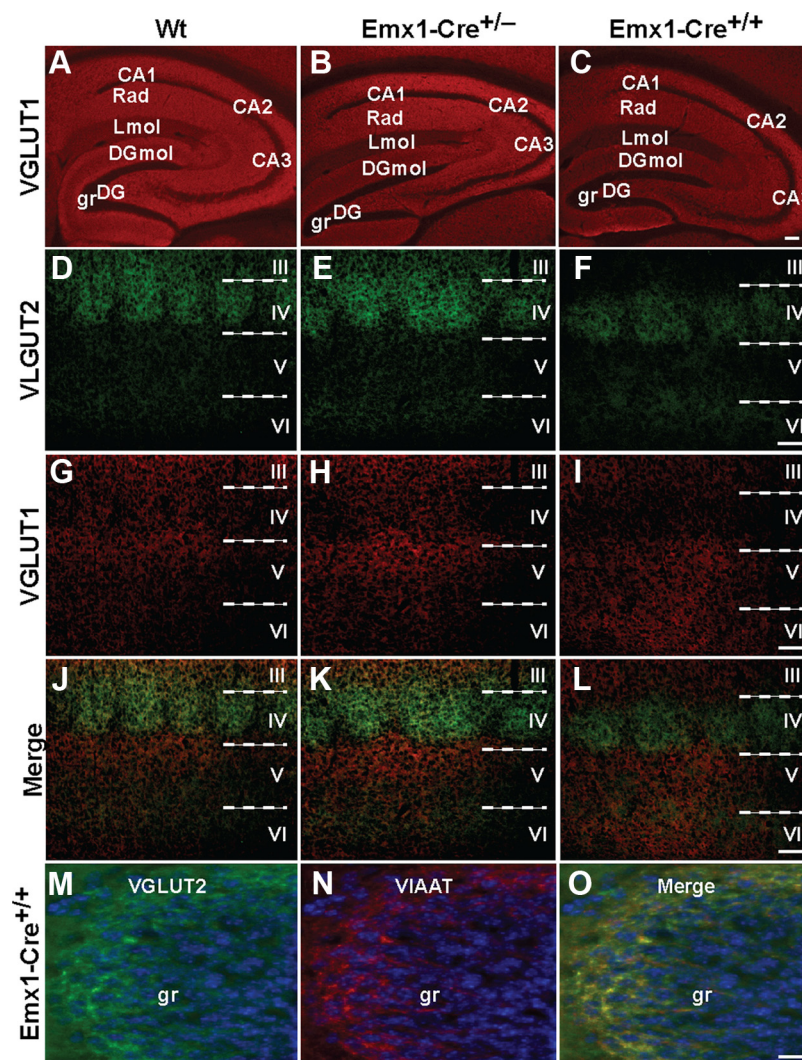 Wt
Emx1-Cre+/–
Emx1-Cre+/+
VGLUT1
A
CA1
Rad
CA2
Lmol
DGmol
CA3
grDG
B
CA1
Rad
CA2
Lmol
DGmol
CA3
grDG
C
CA1
Rad
CA2
Lmol
DGmol
CA
grDG
VLGUT2
D
III
IV
V
VI
E
III
IV
V
VI
F
III
IV
V
VI
VGLUT1
G
III
IV
V
VI
H
III
IV
V
VI
I
III
IV
V
VI
Merge
J
III
IV
V
VI
K
III
IV
V
VI
L
III
IV
V
VI
Emx1-Cre+/+
M
VGLUT2
gr
N
VIAAT
gr
O
Merge
gr